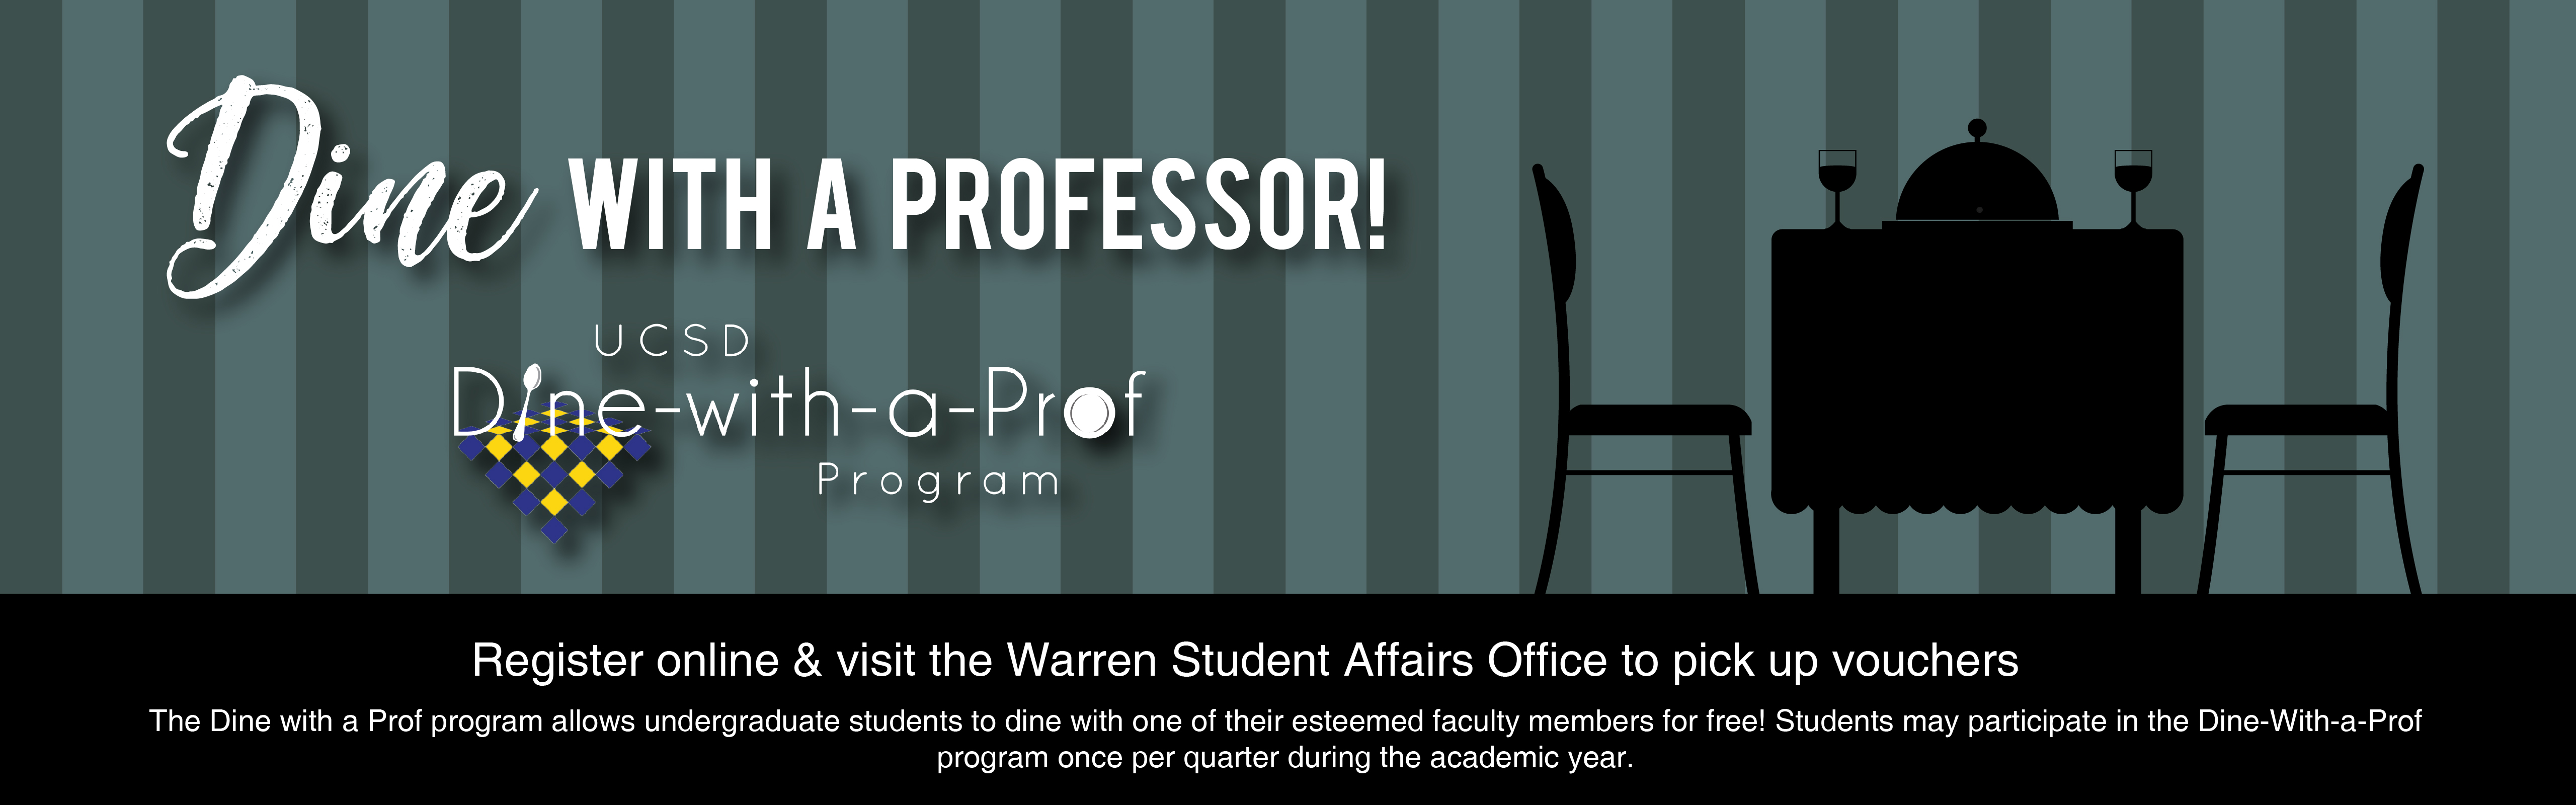 Dine WITH A PROFESSOR!
UCSD
Dine-with-a-Prof
Program
Register online & visit the Warren Student Affairs Office to pick up vouchers
The Dine with a Prof program allows undergraduate students to dine with one of their esteemed faculty members for free! Students may participate in the Dine-With-a-Prof
program once per quarter during the academic year.